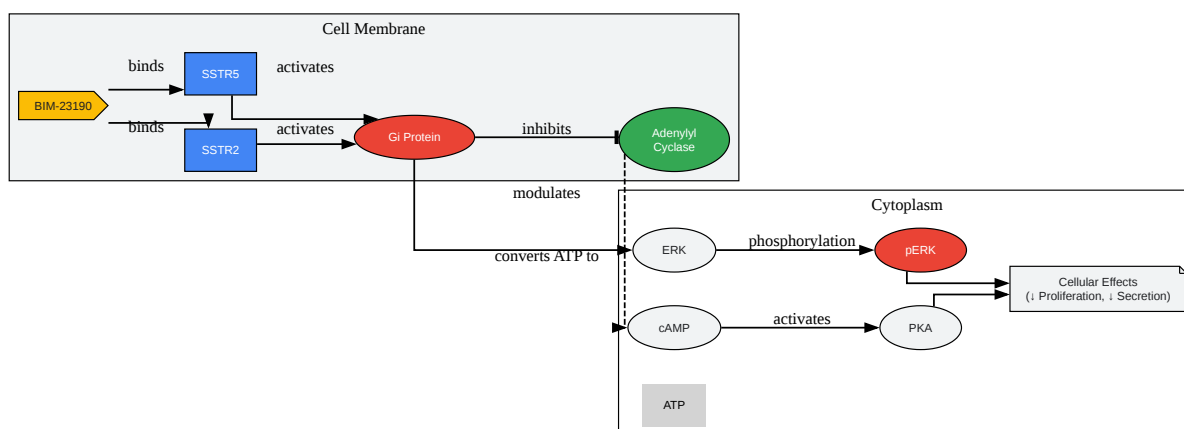 Cell Membrane
binds
SSTR5
activates
BIM-23190
binds
activates
SSTR2
Gi Protein
inhibits
Adenylyl
Cyclase
modulates
Cytoplasm
ERK
phosphorylation
pERK
converts ATP to
Cellular Effects
(↓ Proliferation, ↓ Secretion)
cAMP
activates
PKA
ATP